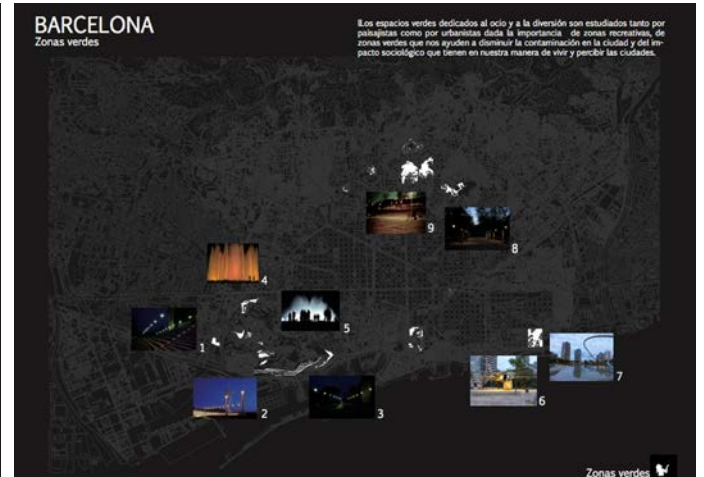 BARCELONA
Zonas verdes
ILos espacios verdes dedicados al ocio y a la diversión son estudiados tanto por
paisajistas como por urbanistas dada la importancia de zonas recreativas, de
zonas verdes que nos ayuden a disminuir la contaminación en la ciudad y del im-
pacto sociológico que tienen en nuestra manera de vivir y percibir las ciudades.
9
8
4
5
1
7
6
2
3
Zonas verdes